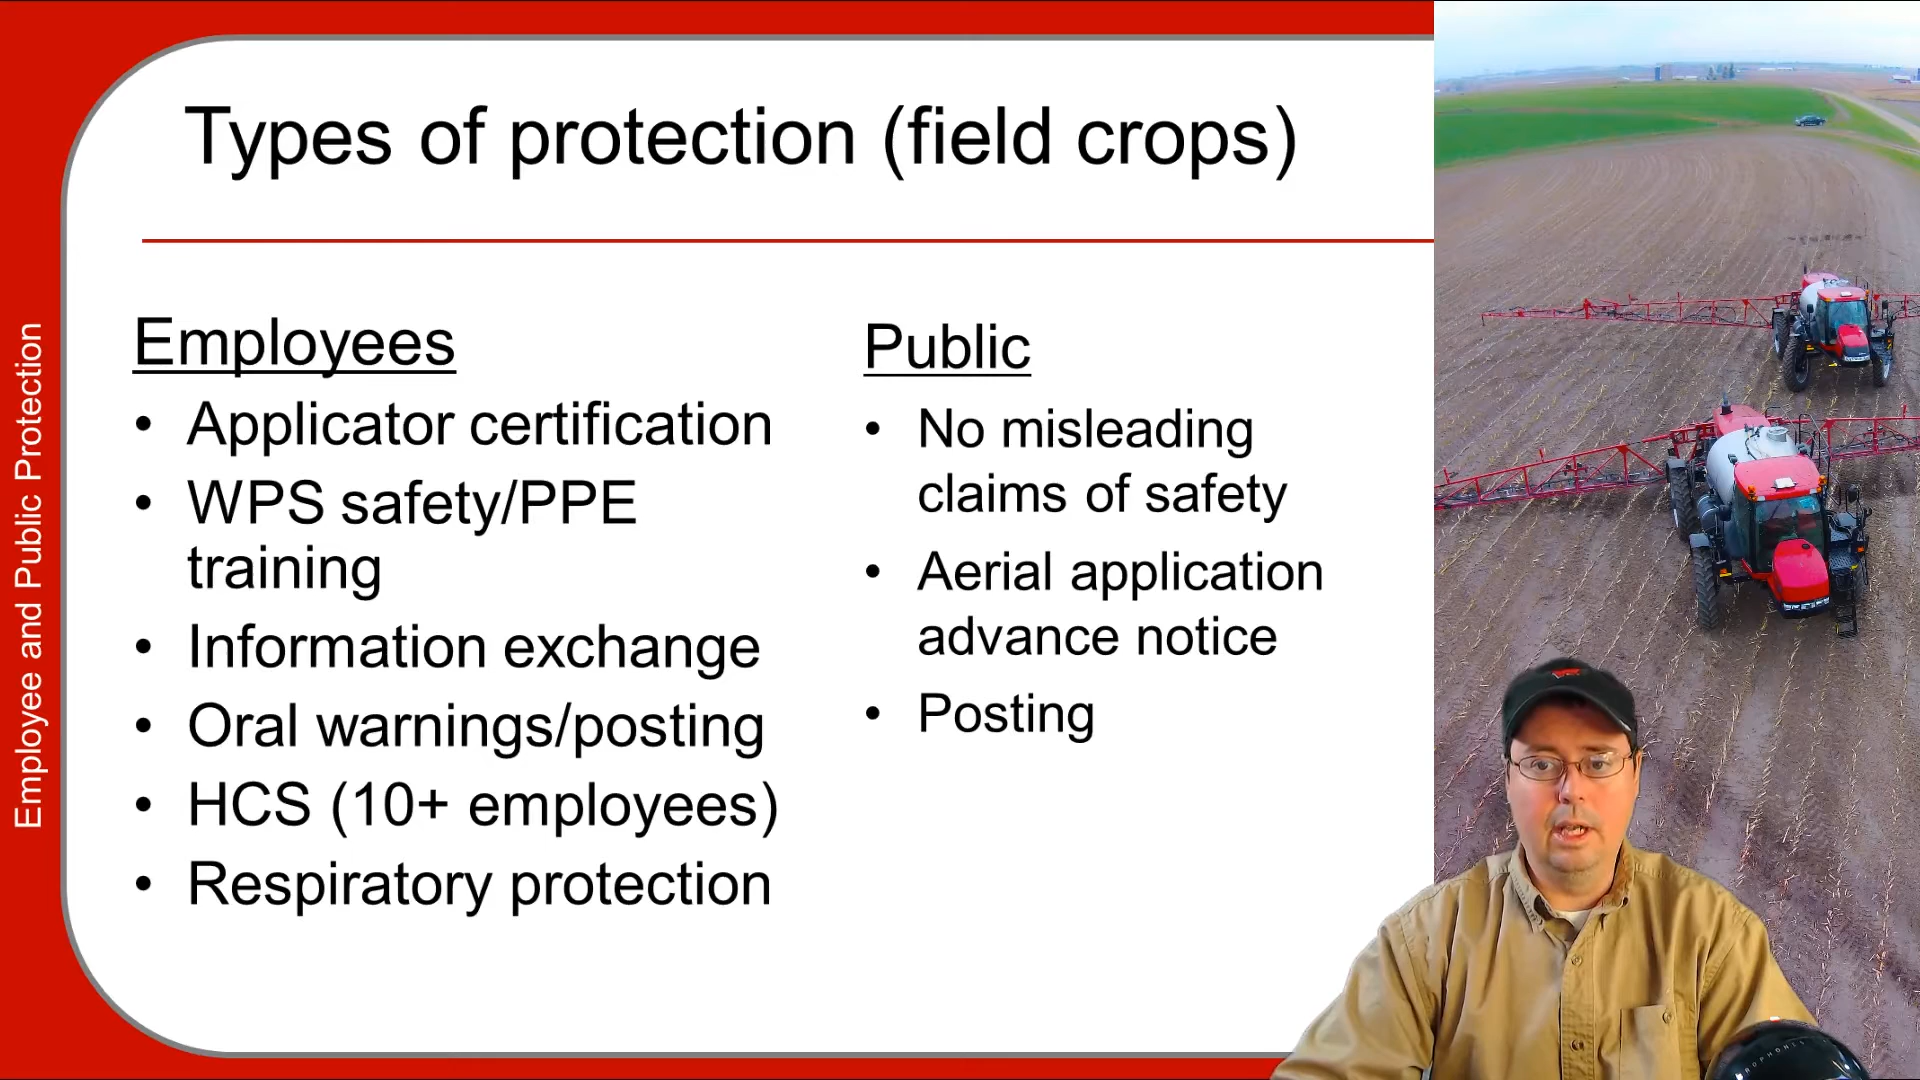 Employee and Public Protection
Types of protection (field crops)
Employees
• Applicator certification
• WPS safety/PPE
training
• Information exchange
• Oral warnings/posting
• HCS (10+ employees)
• Respiratory protection
Public
• No misleading
claims of safety
• Aerial application
advance notice
• Posting